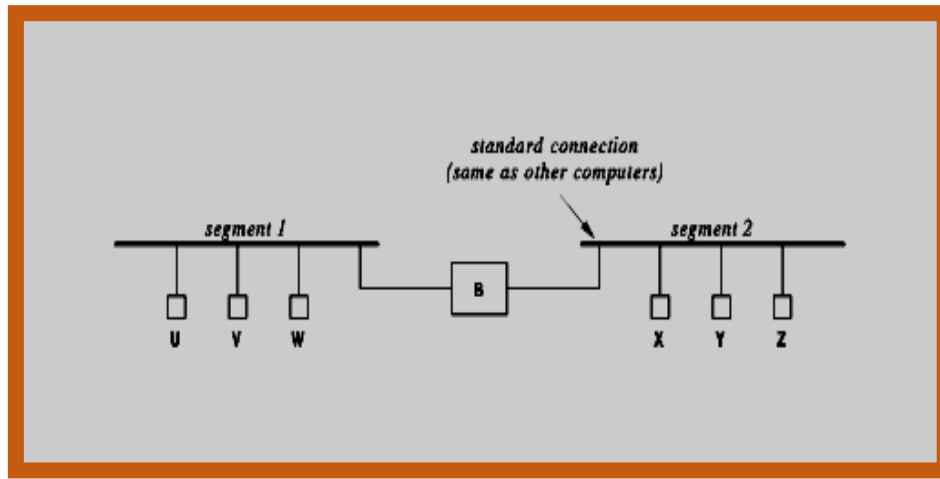 standard connection
(same as other computers)
segment 1
segment 2
B
U V W
X Y Z